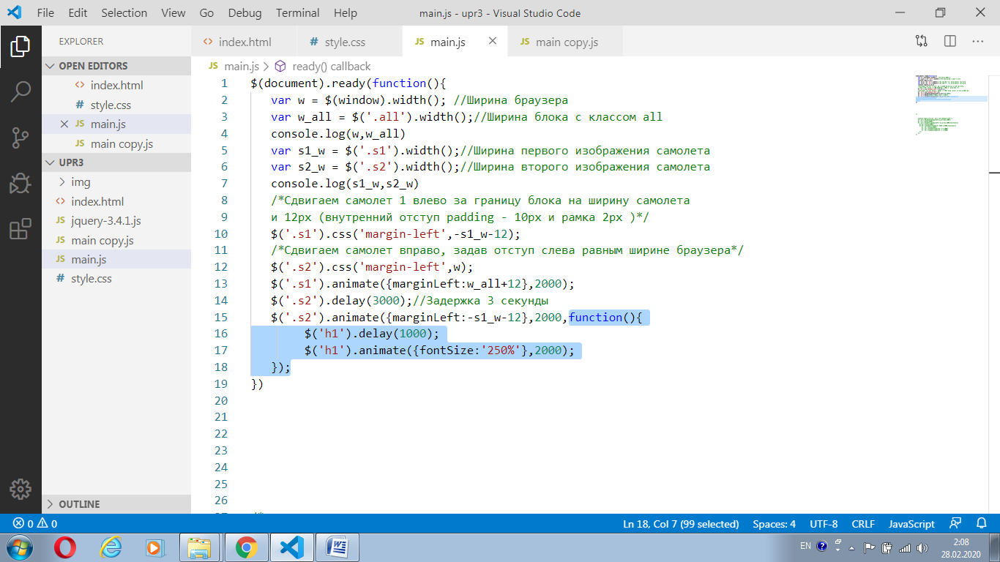 File Edit Selection View Go Debug Terminal Help main.js - upr3 - Visual Studio Code
EXPLORER
<> index.html # style.css JS main.js JS main copy.js
OPEN EDITORS
<> index.html
# style.css
JS main.js
JS main copy.js
UPR3
img
<> index.html
JS jquery-3.4.1.js
JS main copy.js
JS main.js
# style.css
OUTLINE
JS main.js > ready() callback
1 $(document).ready(function(){
2 var w = $(window).width(); //Ширина браузера
3 var w_all = $('.all').width();//Ширина блока с классом all
4 console.log(w,w_all)
5 var s1_w = $('.s1').width();//Ширина первого изображения самолета
6 var s2_w = $('.s2').width();//Ширина второго изображения самолета
7 console.log(s1_w,s2_w)
8 /*Сдвигаем самолет 1 влево за границу блока на ширину самолета
9 и 12px (внутренний отступ padding - 10px и рамка 2px )*/
10 $('.s1').css('margin-left',-s1_w-12);
11 /*Сдвигаем самолет вправо, задав отступ слева равным ширине браузера*/
12 $('.s2').css('margin-left',w);
13 $('.s1').animate({marginLeft:w_all+12},2000);
14 $('.s2').delay(3000);//Задержка 3 секунды
15 $('.s2').animate({marginLeft:-s1_w-12},2000,function(){
16 $('h1').delay(1000);
17 $('h1').animate({fontSize:'250%'},2000);
18 });
19 })
20
21
22
23
24
25
26
0 0 Ln 18, Col 7 (99 selected) Spaces: 4 UTF-8 CRLF JavaScript
EN 2:08
28.02.2020